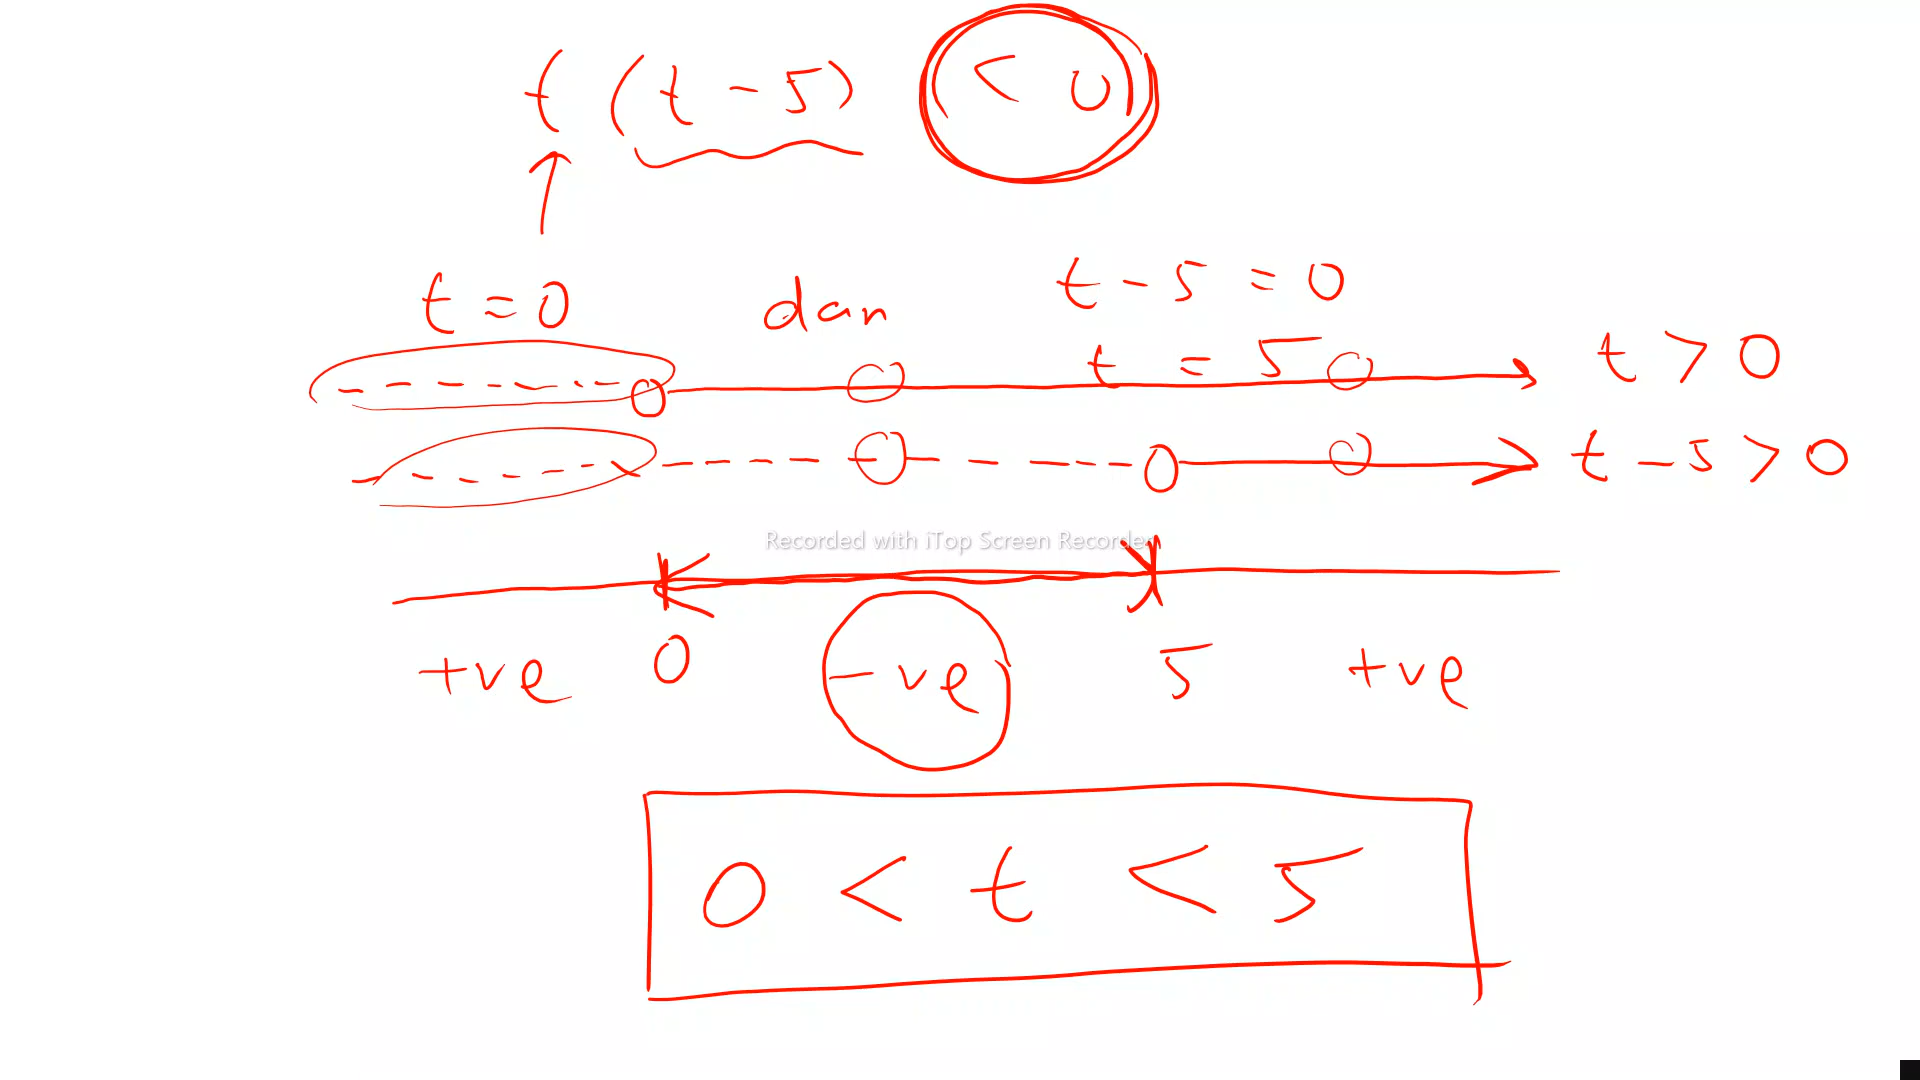 t (t - 5) < 0
t = 0 dan t - 5 = 0
t = 5
t > 0
t - 5 > 0
Recorded with iTop Screen Recorder
+ve 0 -ve 5 +ve
0 < t < 5